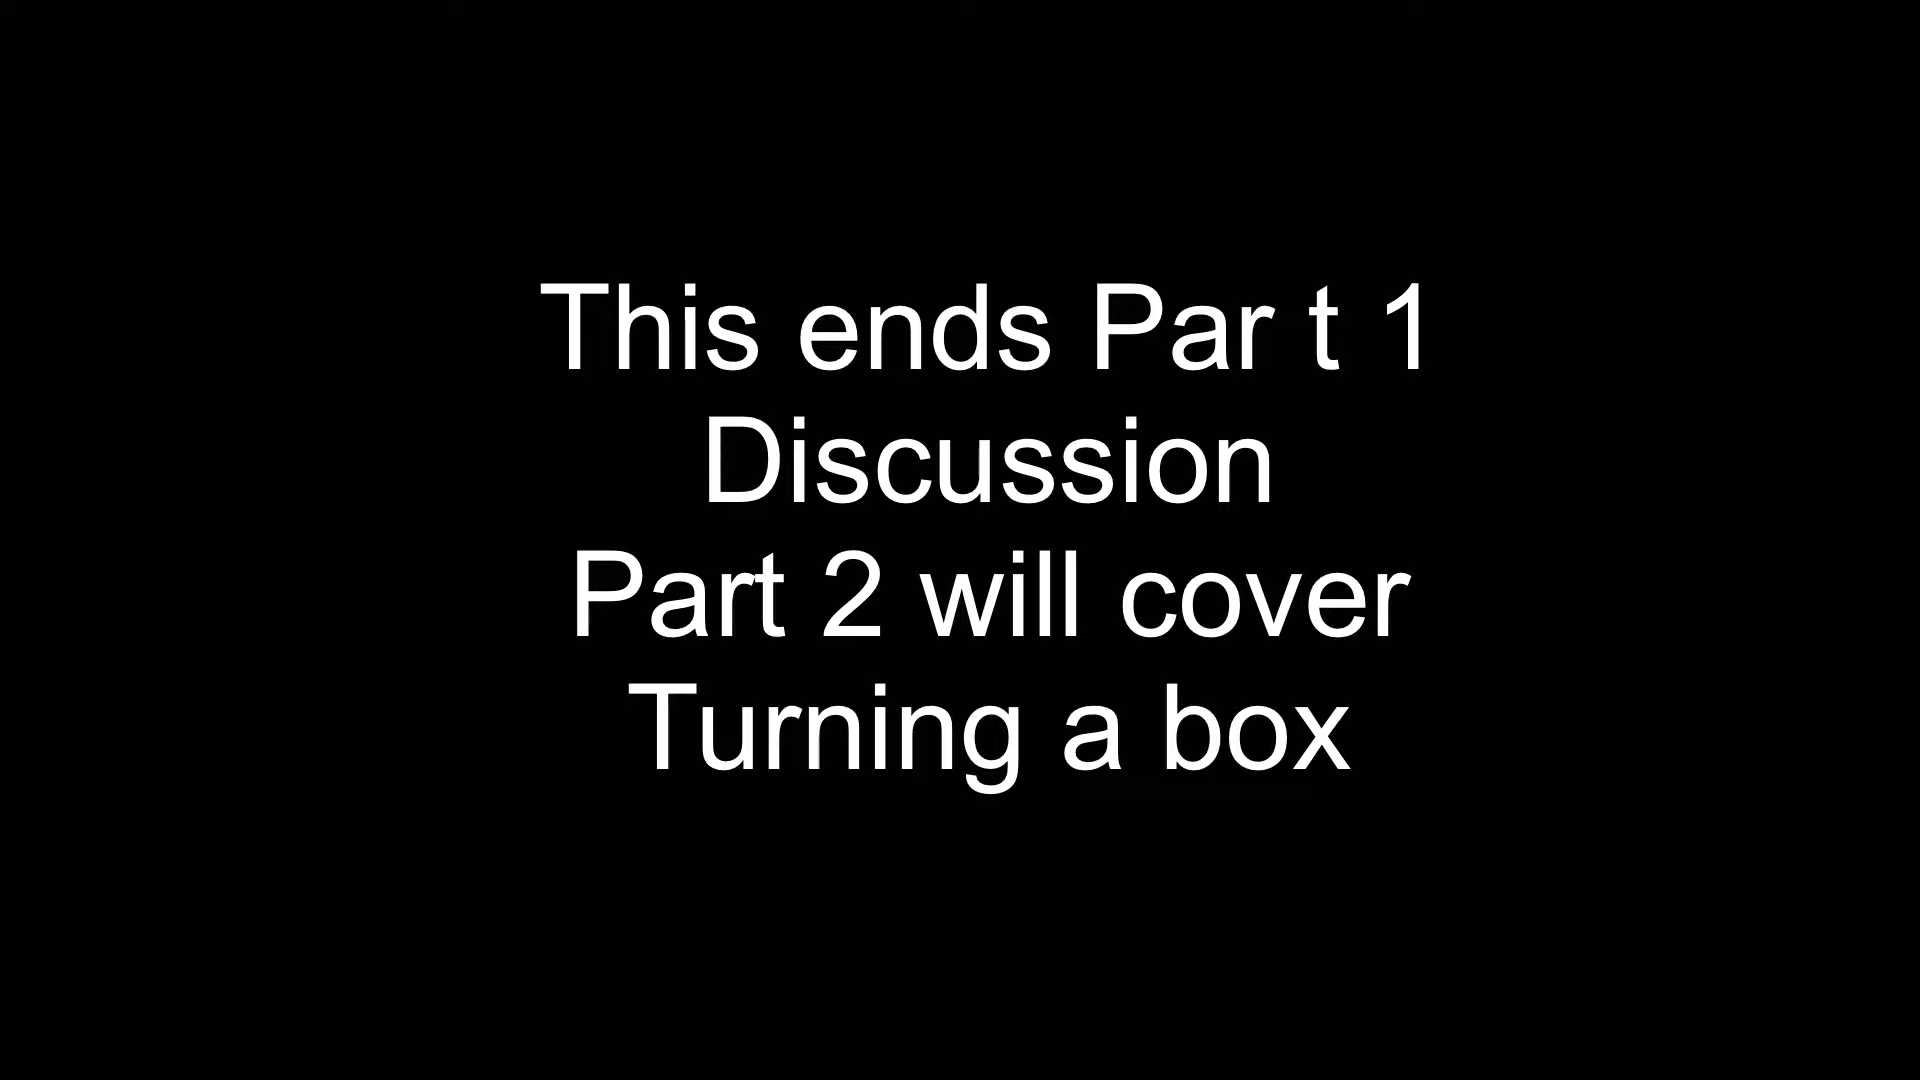 This ends Par t 1
Discussion
Part 2 will cover
Turning a box